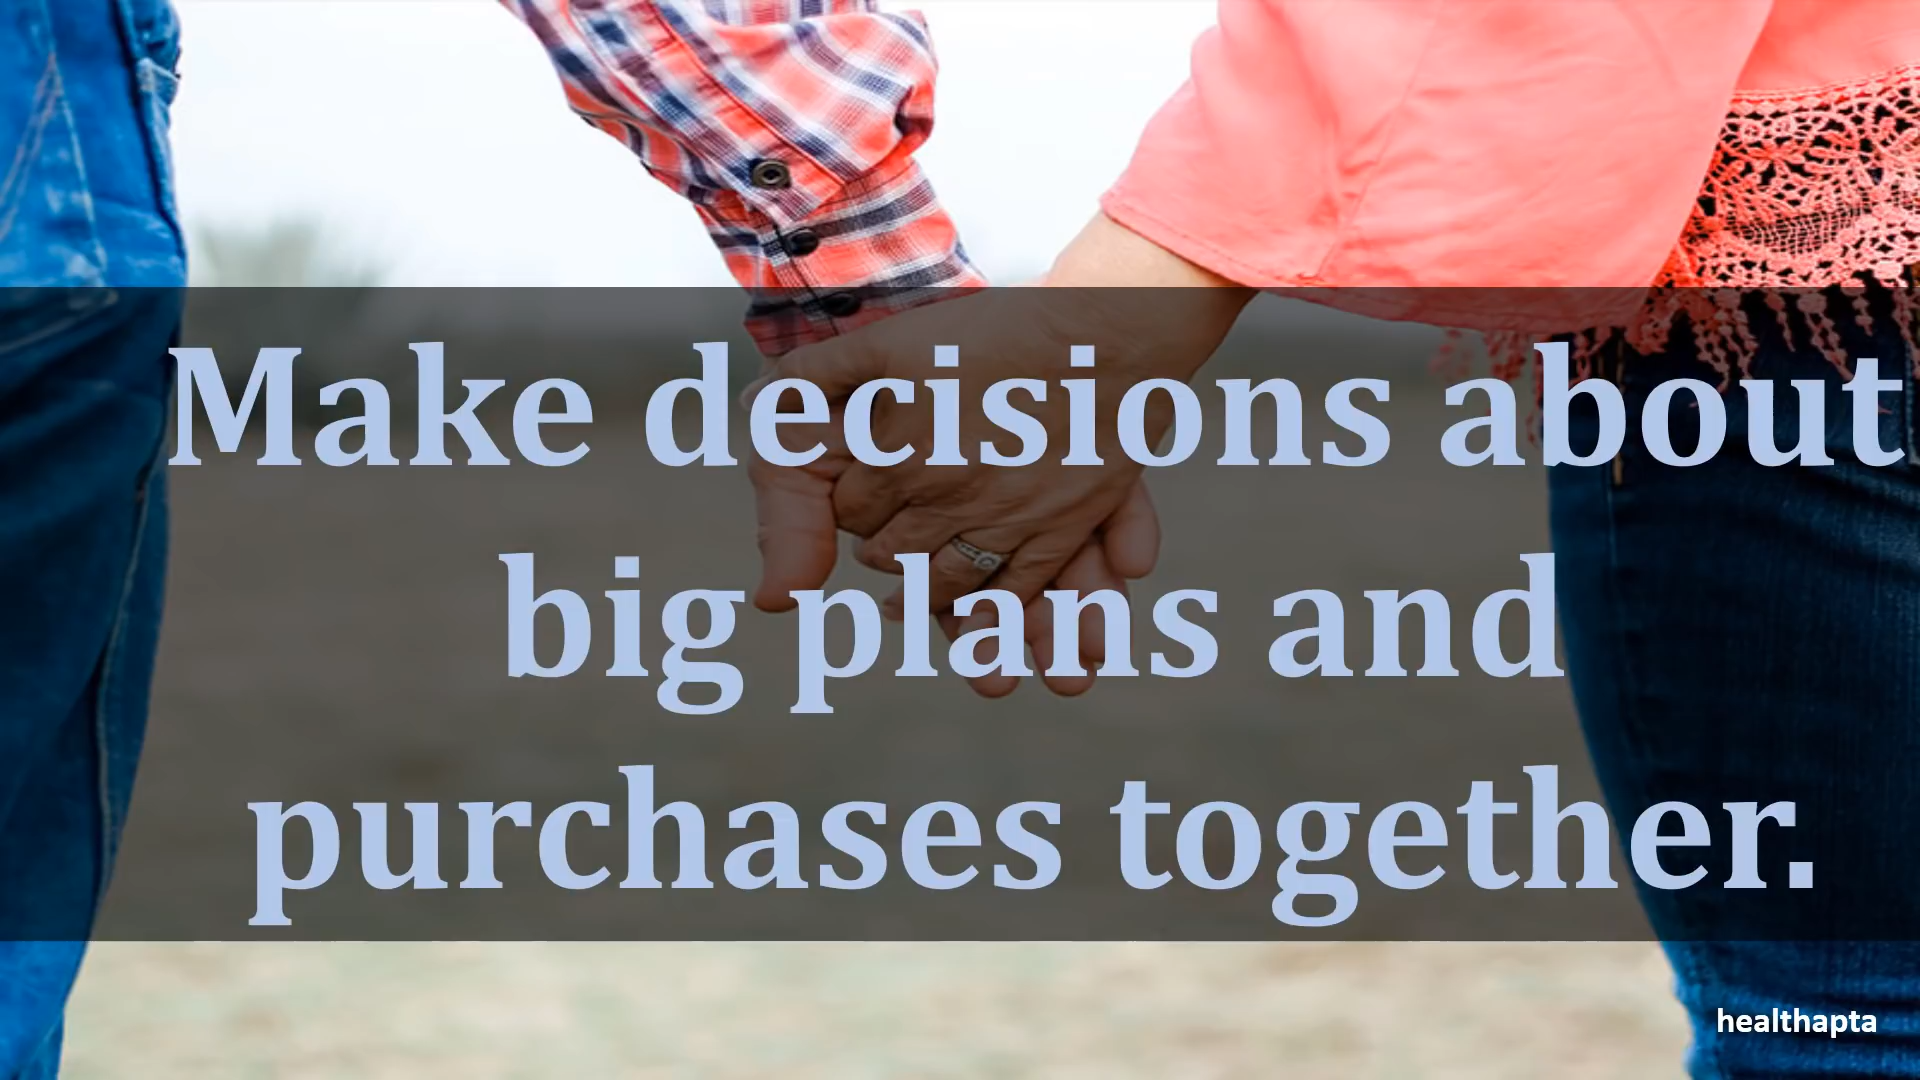 Make decisions about
big plans and
purchases together.
healthapta